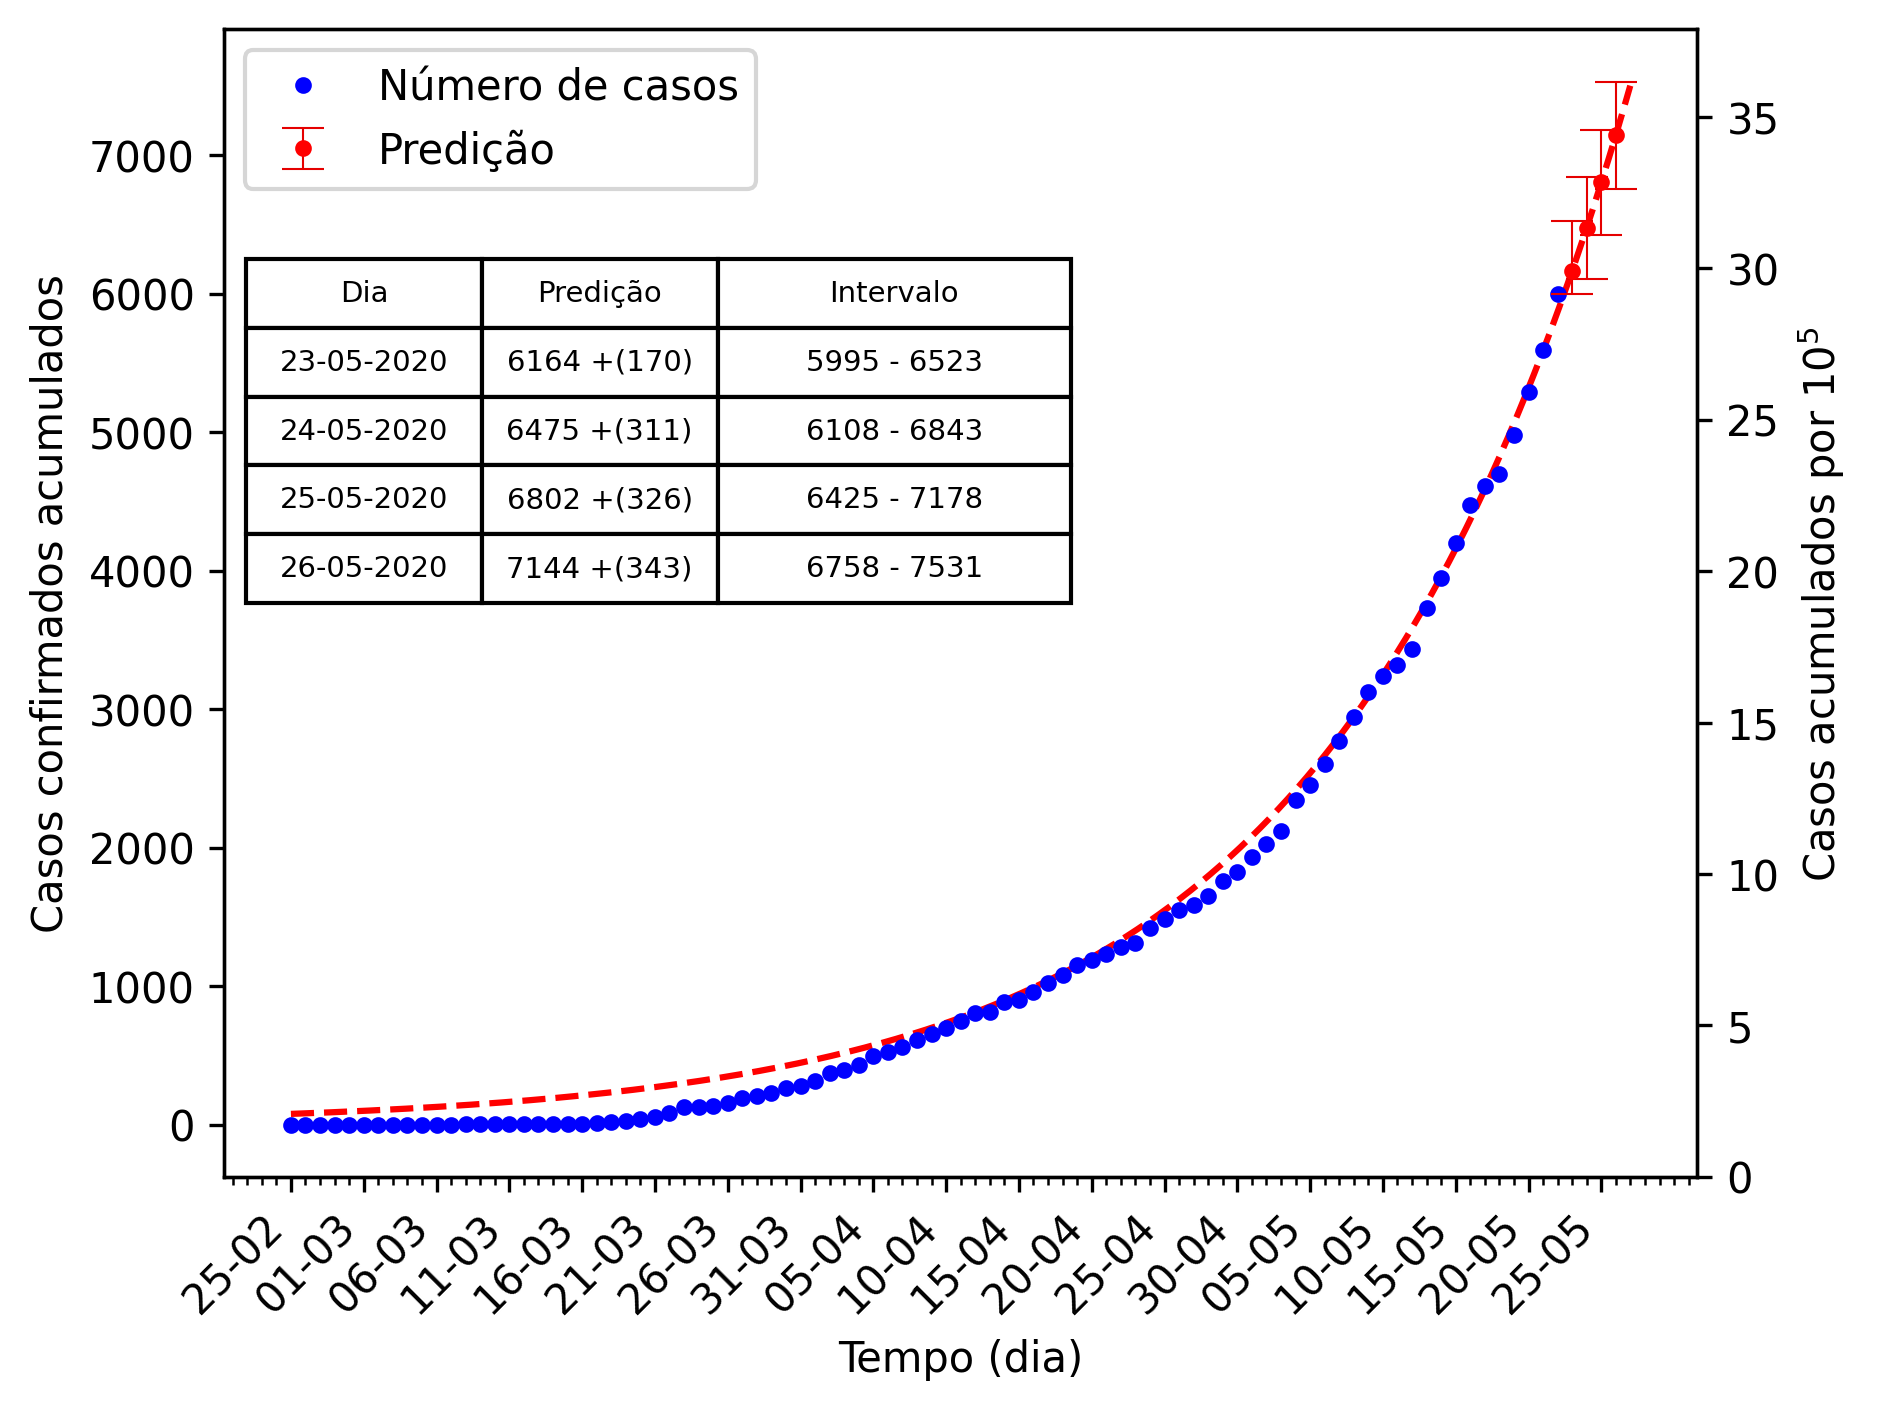 Número de casos
Predição
Dia Predição Intervalo
23-05-2020 6164 +(170) 5995 - 6523
24-05-2020 6475 +(311) 6108 - 6843
25-05-2020 6802 +(326) 6425 - 7178
26-05-2020 7144 +(343) 6758 - 7531
Casos confirmados acumulados
7000
6000
5000
4000
3000
2000
1000
0
35
30
25
20
15
10
5
0
Casos acumulados por 10⁵
25-02 01-03 06-03 11-03 16-03 21-03 26-03 31-03 05-04 10-04 15-04 20-04 25-04 30-04 05-05 10-05 15-05 20-05 25-05
Tempo (dia)